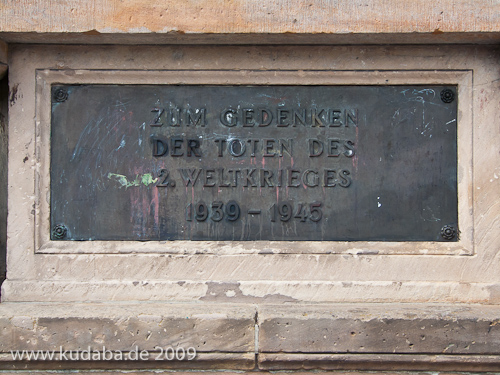 ZUM GEDENKEN
DER TOTEN DES
2. WELTKRIEGES
1939 - 1945
www.kudaba.de 2009